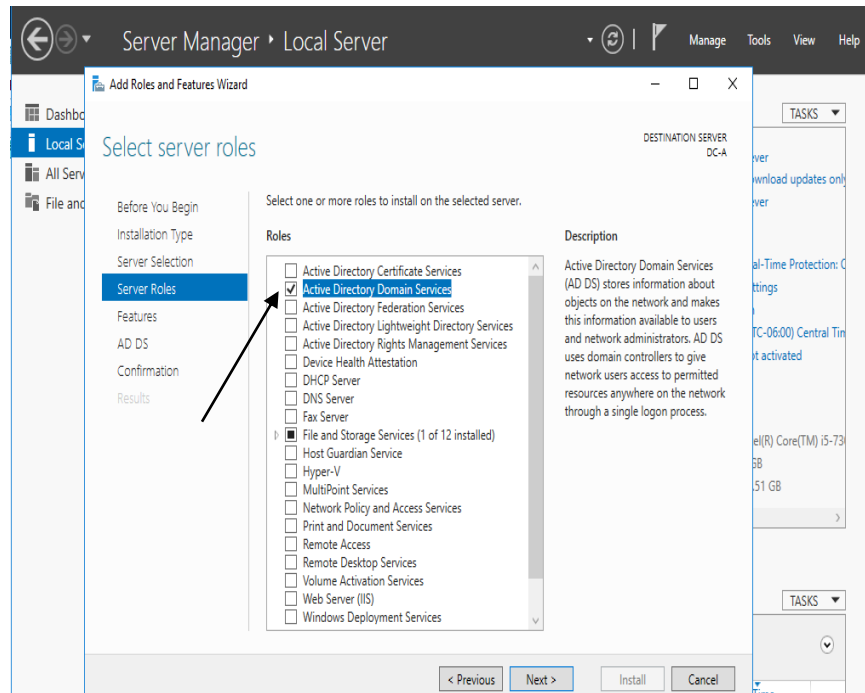 Server Manager • Local Server
Manage Tools View Help
Add Roles and Features Wizard
TASKS
Dashbo
Local S
All Serv
File and
Select server roles
DESTINATION SERVER
DC-A
Before You Begin
Installation Type
Server Selection
Server Roles
Features
AD DS
Confirmation
Results
Select one or more roles to install on the selected server.
Roles
Active Directory Certificate Services
Active Directory Domain Services
Active Directory Federation Services
Active Directory Lightweight Directory Services
Active Directory Rights Management Services
Device Health Attestation
DHCP Server
DNS Server
Fax Server
File and Storage Services (1 of 12 installed)
Host Guardian Service
Hyper-V
MultiPoint Services
Network Policy and Access Services
Print and Document Services
Remote Access
Remote Desktop Services
Volume Activation Services
Web Server (IIS)
Windows Deployment Services
Description
Active Directory Domain Services
(AD DS) stores information about
objects on the network and makes
this information available to users
and network administrators. AD DS
uses domain controllers to give
network users access to permitted
resources anywhere on the network
through a single logon process.
ever
ownload updates only
ever
al-Time Protection: O
ttings
TC-06:00) Central Tim
ot activated
el(R) Core(TM) i5-730
GB
.51 GB
TASKS
< Previous
Next >
Install
Cancel
Time